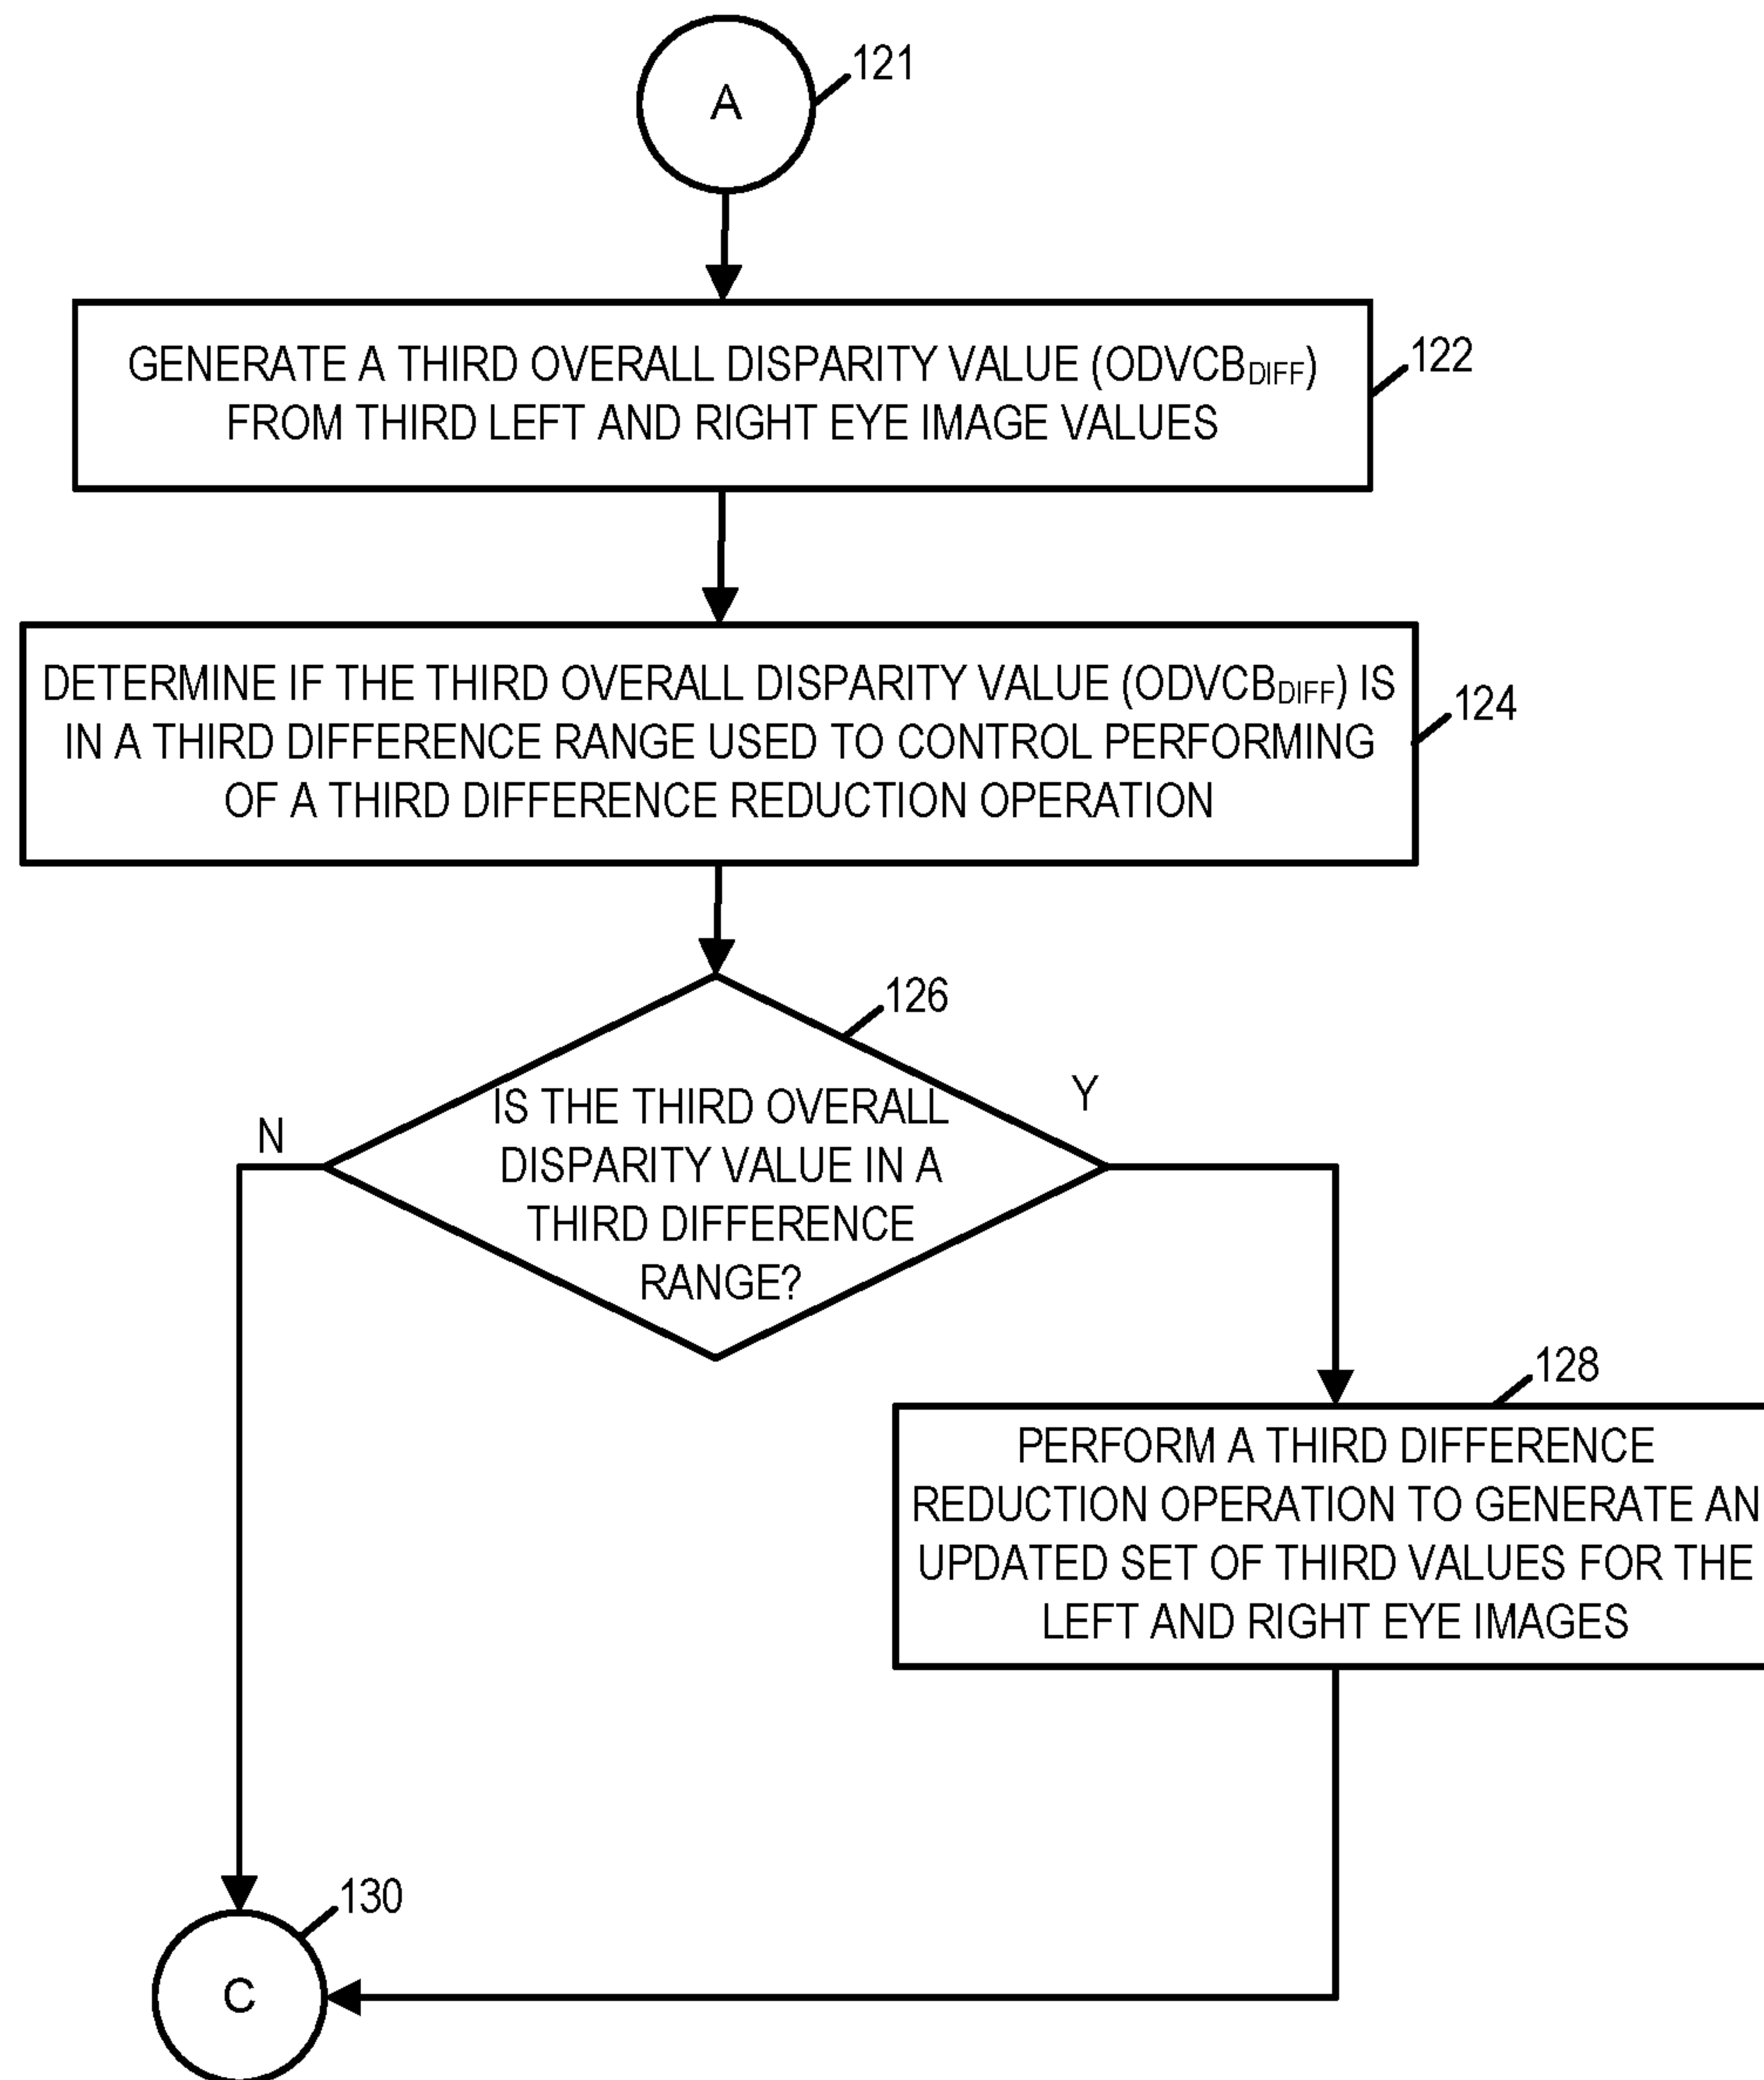 A
121
GENERATE A THIRD OVERALL DISPARITY VALUE (ODVCBDIFF)
FROM THIRD LEFT AND RIGHT EYE IMAGE VALUES
122
DETERMINE IF THE THIRD OVERALL DISPARITY VALUE (ODVCBDIFF) IS
IN A THIRD DIFFERENCE RANGE USED TO CONTROL PERFORMING
OF A THIRD DIFFERENCE REDUCTION OPERATION
124
126
IS THE THIRD OVERALL
DISPARITY VALUE IN A
THIRD DIFFERENCE
RANGE?
N
Y
128
PERFORM A THIRD DIFFERENCE
REDUCTION OPERATION TO GENERATE AN
UPDATED SET OF THIRD VALUES FOR THE
LEFT AND RIGHT EYE IMAGES
130
C